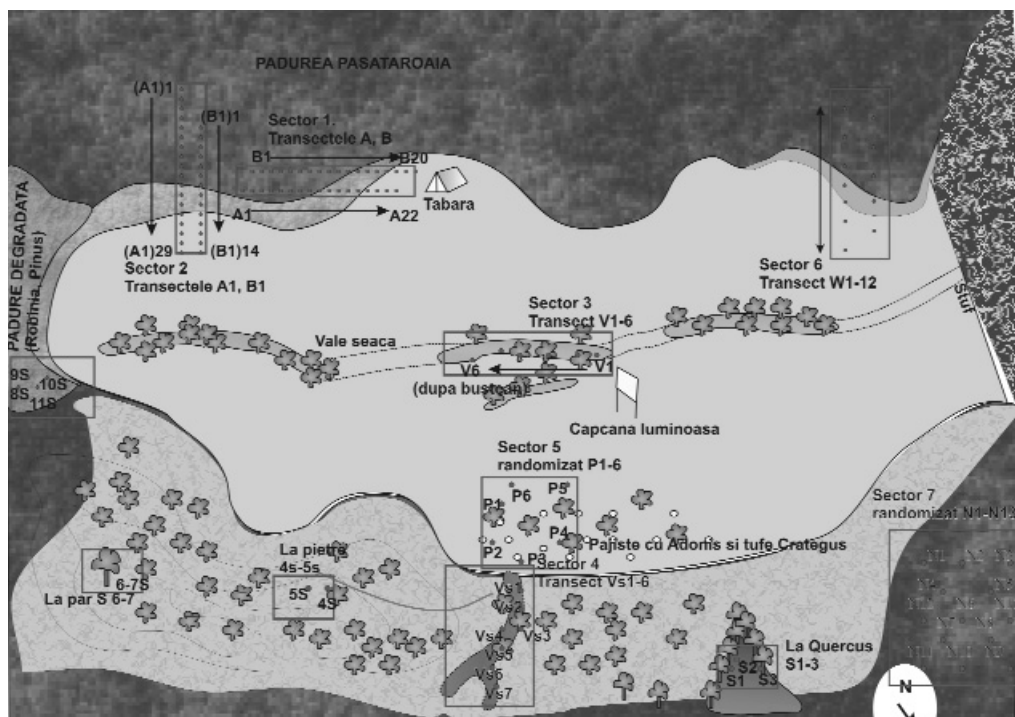 PADUREA PASATAROAIA
(A1)1
(B1)1
Sector 1.
Transectele A, B
B1
B20
Tabara
A1
A22
(A1)29
(B1)14
Sector 2
Transectele A1, B1
PADURE DEGRADATA
(Robinia, Pinus)
Sector 6
Transect W1-12
Stuf
Sector 3
Transect V1-6
Vale seaca
V6
V1
(dupa bustean)
Capcana luminoasa
9S
10S
8S
11S
Sector 5
randomizat P1-6
P6
P5
P1
P4
P2
P3
Pajiste cu Adonis si tufe Crategus
Sector 7
Sector 4
Transect Vs1-6
La pietre
4s-5s
5S
4S
6-7S
La par S 6-7
Vs1
Vs2
Vs4
Vs3
Vs5
Vs6
Vs7
La Quercus
S1-3
S1
S2
S3
N